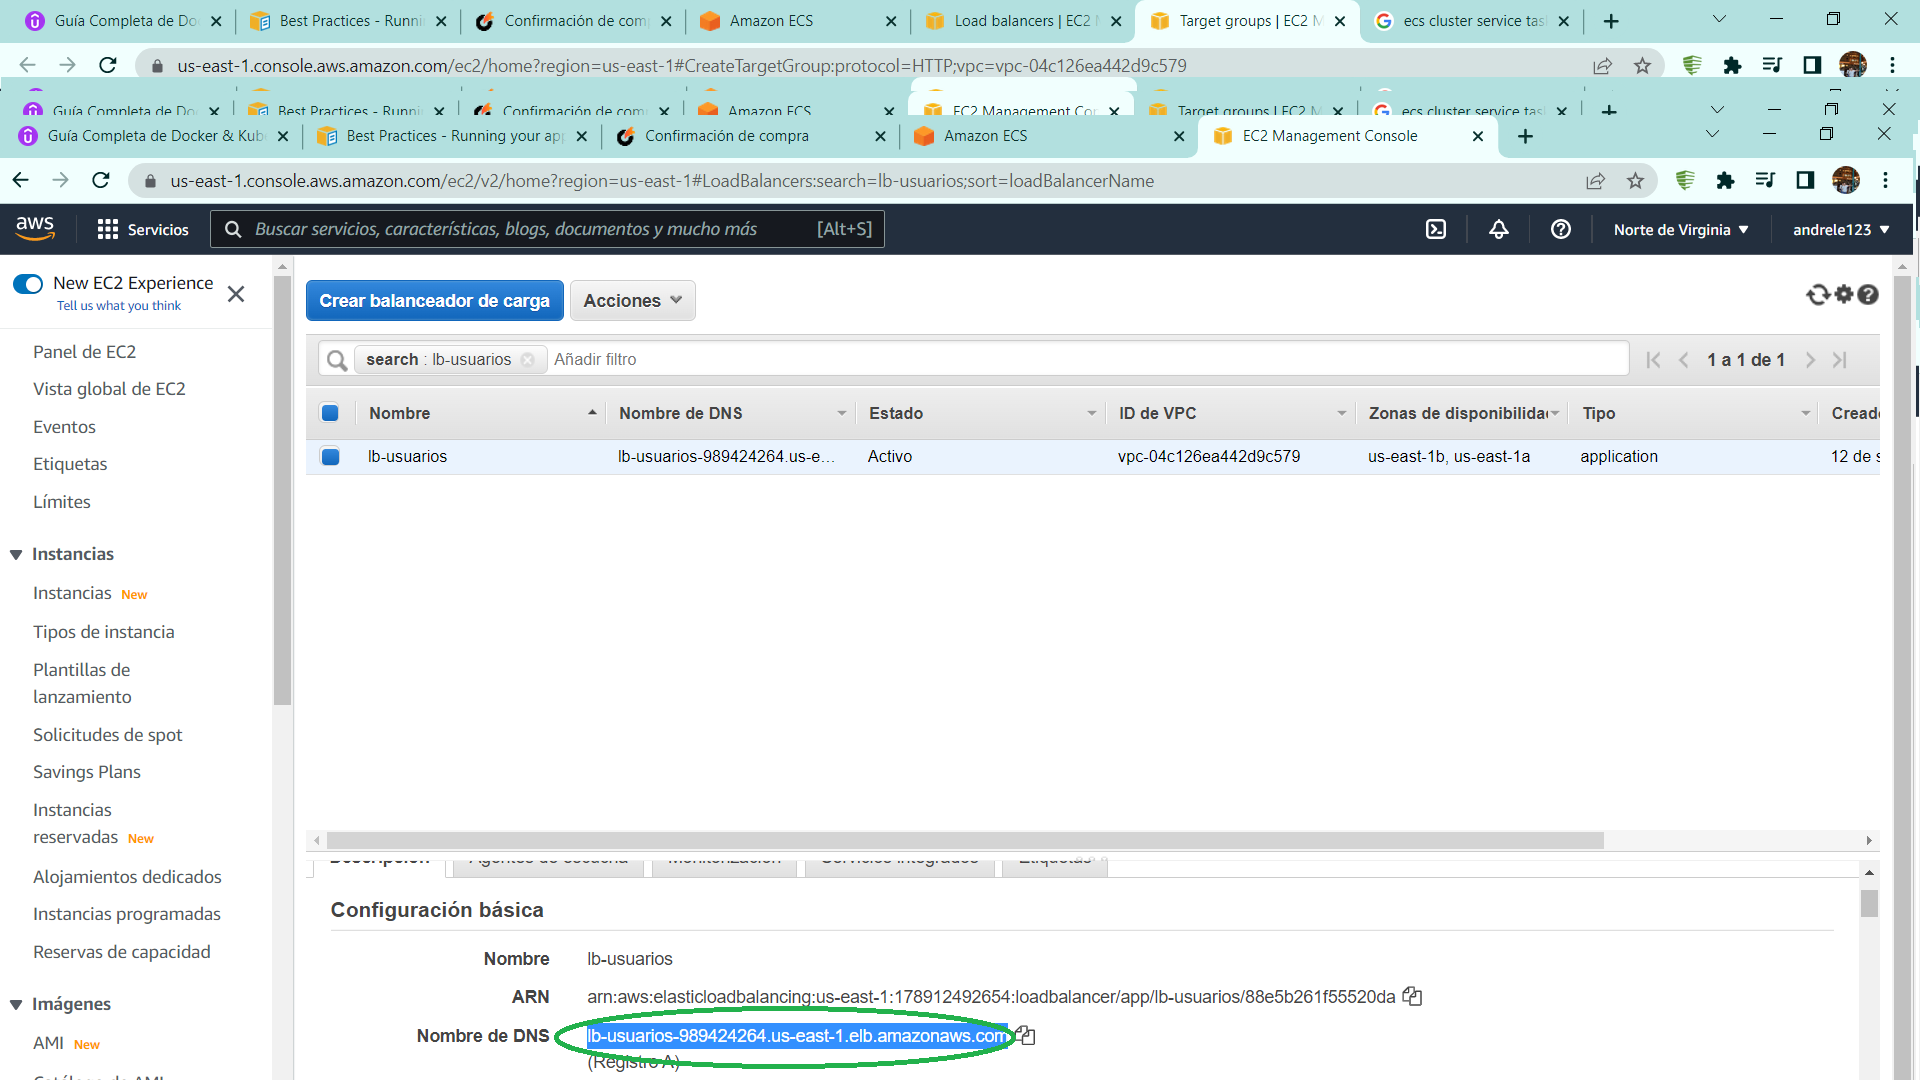 Guía Completa de Do
Best Practices - Runni
Confirmación de com
Amazon ECS
Load balancers | EC2 M
Target groups | EC2 M
ecs cluster service tas
us-east-1.console.aws.amazon.com/ec2/home?region=us-east-1#CreateTargetGroup:protocol=HTTP;vpc=vpc-04c126ea442d9c579
Guía Completa de Do
Best Practices - Runni
Confirmación de com
Amazon ECS
EC2 Management Cor
Target groups | EC2 M
ecs cluster service tas
Guía Completa de Docker & Kub
Best Practices - Running your ap
Confirmación de compra
Amazon ECS
EC2 Management Console
us-east-1.console.aws.amazon.com/ec2/v2/home?region=us-east-1#LoadBalancers:search=lb-usuarios;sort=loadBalancerName
aws
Servicios
Buscar servicios, características, blogs, documentos y mucho más
[Alt+S]
Norte de Virginia
andrele123
New EC2 Experience
Tell us what you think
Panel de EC2
Vista global de EC2
Eventos
Etiquetas
Límites
Instancias
Instancias New
Tipos de instancia
Plantillas de
lanzamiento
Solicitudes de spot
Savings Plans
Instancias
reservadas New
Alojamientos dedicados
Instancias programadas
Reservas de capacidad
Imágenes
AMI New
Catálogo de AMI
Crear balanceador de carga
Acciones
search : lb-usuarios
Añadir filtro
1 a 1 de 1
Nombre
Nombre de DNS
Estado
ID de VPC
Zonas de disponibilida
Tipo
Cread
lb-usuarios
lb-usuarios-989424264.us-e…
Activo
vpc-04c126ea442d9c579
us-east-1b, us-east-1a
application
12 de s
Descripción
Agentes de escucha
Monitorización
Servicios integrados
Etiquetas
Configuración básica
Nombre lb-usuarios
ARN arn:aws:elasticloadbalancing:us-east-1:178912492654:loadbalancer/app/lb-usuarios/88e5b261f55520da
Nombre de DNS lb-usuarios-989424264.us-east-1.elb.amazonaws.com
(Registro A)